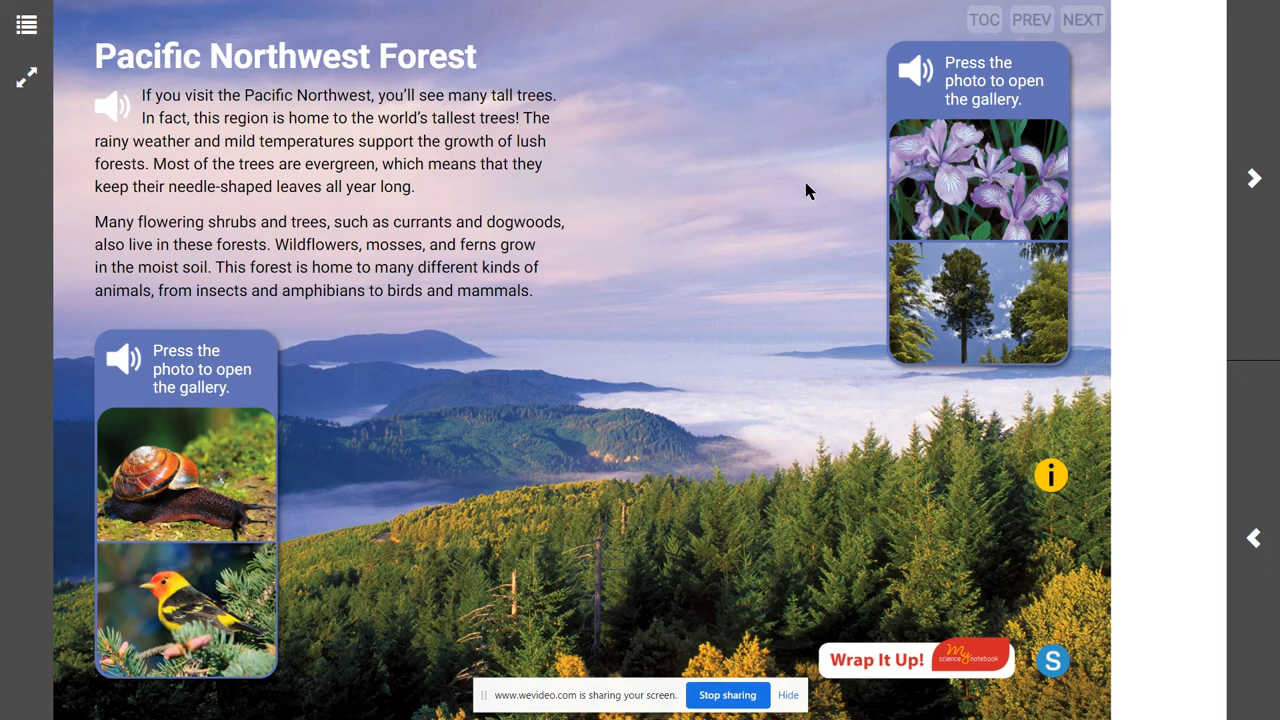 TOC PREV NEXT
Pacific Northwest Forest
If you visit the Pacific Northwest, you’ll see many tall trees.
In fact, this region is home to the world’s tallest trees! The
rainy weather and mild temperatures support the growth of lush
forests. Most of the trees are evergreen, which means that they
keep their needle-shaped leaves all year long.
Many flowering shrubs and trees, such as currants and dogwoods,
also live in these forests. Wildflowers, mosses, and ferns grow
in the moist soil. This forest is home to many different kinds of
animals, from insects and amphibians to birds and mammals.
Press the
photo to open
the gallery.
Press the
photo to open
the gallery.
i
Wrap It Up! My science notebook
S
www.wevideo.com is sharing your screen. Stop sharing Hide